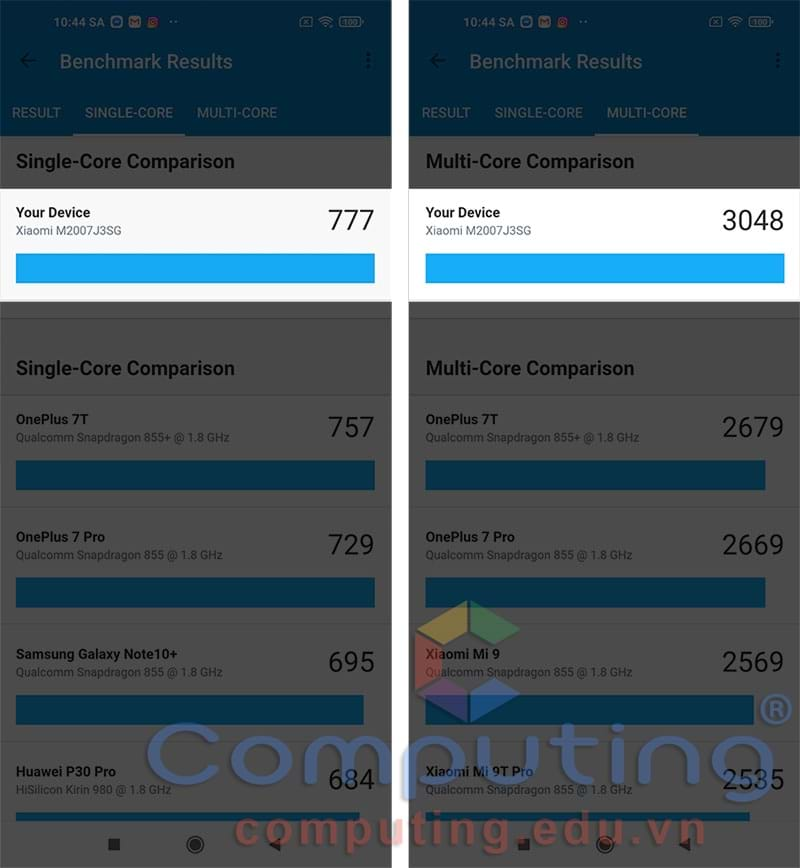 10:44 SA
100
Benchmark Results
RESULT SINGLE-CORE MULTI-CORE
Single-Core Comparison
Your Device
777
Xiaomi M2007J3SG
Single-Core Comparison
OnePlus 7T
757
Qualcomm Snapdragon 855+ @ 1.8 GHz
OnePlus 7 Pro
729
Qualcomm Snapdragon 855 @ 1.8 GHz
Samsung Galaxy Note10+
695
Qualcomm Snapdragon 855 @ 1.8 GHz
Huawei P30 Pro
684
HiSilicon Kirin 980 @ 1.8 GHz
10:44 SA
100
Benchmark Results
RESULT SINGLE-CORE MULTI-CORE
Multi-Core Comparison
Your Device
3048
Xiaomi M2007J3SG
Multi-Core Comparison
OnePlus 7T
2679
Qualcomm Snapdragon 855+ @ 1.8 GHz
OnePlus 7 Pro
2669
Qualcomm Snapdragon 855 @ 1.8 GHz
Xiaomi Mi 9
2569
Qualcomm Snapdragon 855 @ 1.8 GHz
Xiaomi Mi 9T Pro
2535
Qualcomm Snapdragon 855 @ 1.8 GHz
Computing®
computing.edu.vn